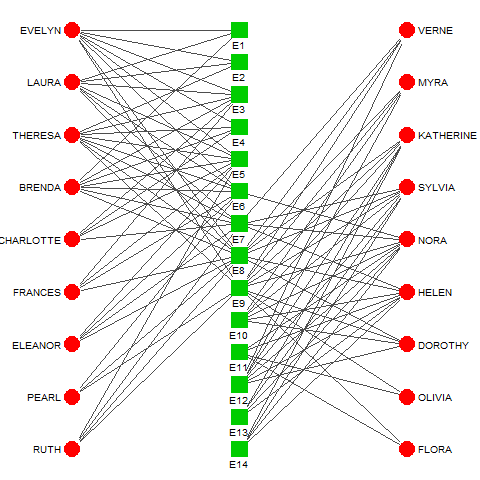 EVELYN
LAURA
THERESA
BRENDA
CHARLOTTE
FRANCES
ELEANOR
PEARL
RUTH
E1
E2
E3
E4
E5
E6
E7
E8
E9
E10
E11
E12
E13
E14
VERNE
MYRA
KATHERINE
SYLVIA
NORA
HELEN
DOROTHY
OLIVIA
FLORA